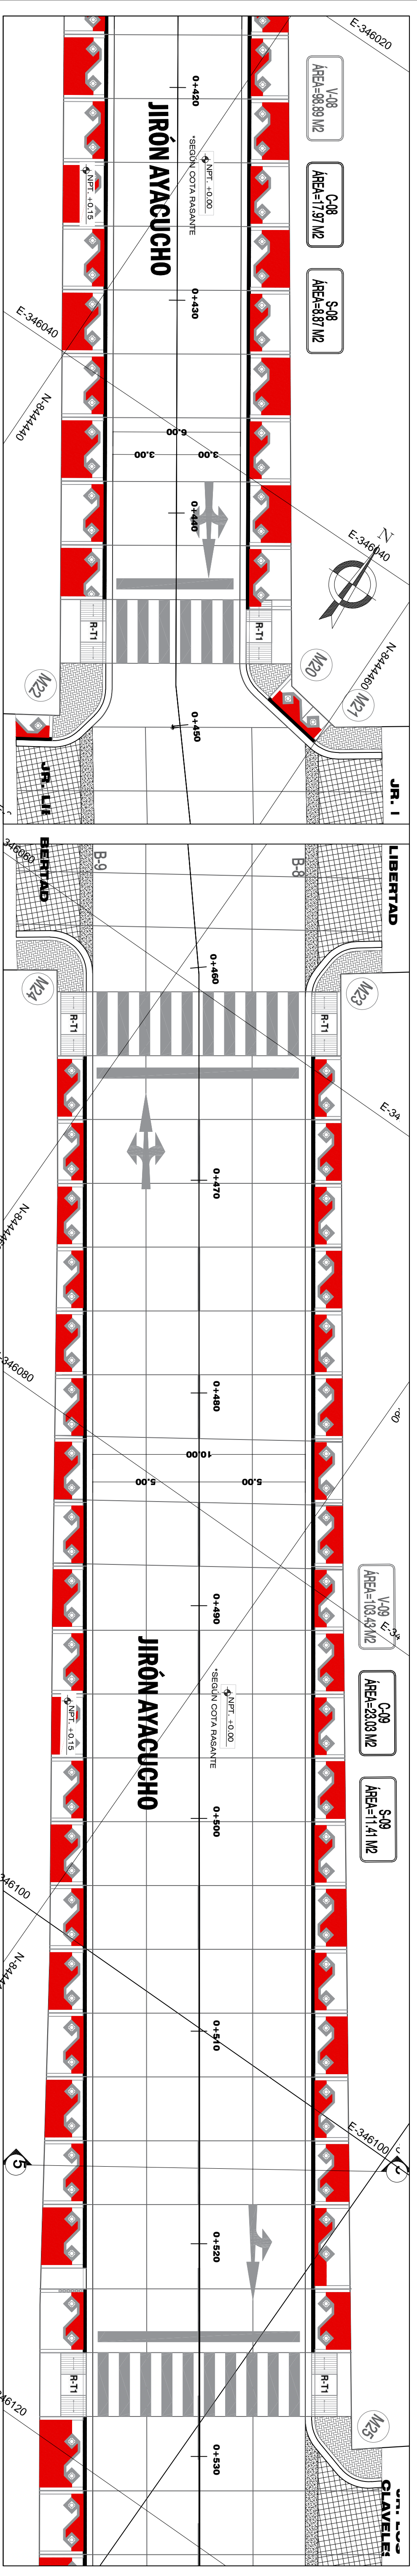 E-346020
V-08
ÁREA=98.89 M2
C-08
ÁREA=17.97 M2
S-08
ÁREA=8.87 M2
0+420
NPT. +0.00
*SEGÚN COTA RASANTE
JIRÓN AYACUCHO
NPT. +0.15
0+430
E-346040
N-8444440
6.00
3.00
3.00
0+440
E-346040
N
N-8444460
R-T1
R-T1
M20
M21
M22
0+450
JR. LI
JR. L
BERTAD
LIBERTAD
346060
B-9
B-8
0+460
M24
M23
R-T1
R-T1
E-34
0+470
N-84444
346080
0+480
10.00
5.00
5.00
0+490
V-09
ÁREA=103.43 M2
E-34
C-09
ÁREA=23.03 M2
S-09
ÁREA=11.41 M2
NPT. +0.00
*SEGÚN COTA RASANTE
JIRÓN AYACUCHO
NPT. +0.15
0+500
346100
N-8444
0+510
E-346100
5
0+520
R-T1
R-T1
346120
M25
0+530
CLAVELES